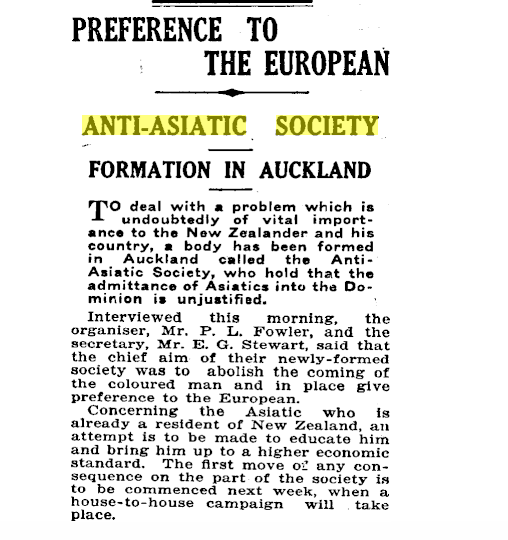 PREFERENCE TO
THE EUROPEAN
ANTI-ASIATIC SOCIETY
FORMATION IN AUCKLAND
TO deal with a problem which is
undoubtedly of vital import-
ance to the New Zealander and his
country, a body has been formed
in Auckland called the Anti-
Asiatic Society, who hold that the
admittance of Asiatics into the Do-
minion is unjustified.
Interviewed this morning, the
organiser, Mr. P. L. Fowler, and the
secretary, Mr. E. G. Stewart, said that
the chief aim of their newly-formed
society was to abolish the coming of
the coloured man and in place give
preference to the European.
Concerning the Asiatic who is
already a resident of New Zealand, an
attempt is to be made to educate him
and bring him up to a higher economic
standard. The first move of any con-
sequence on the part of the society is
to be commenced next week, when a
house-to-house campaign will take
place.